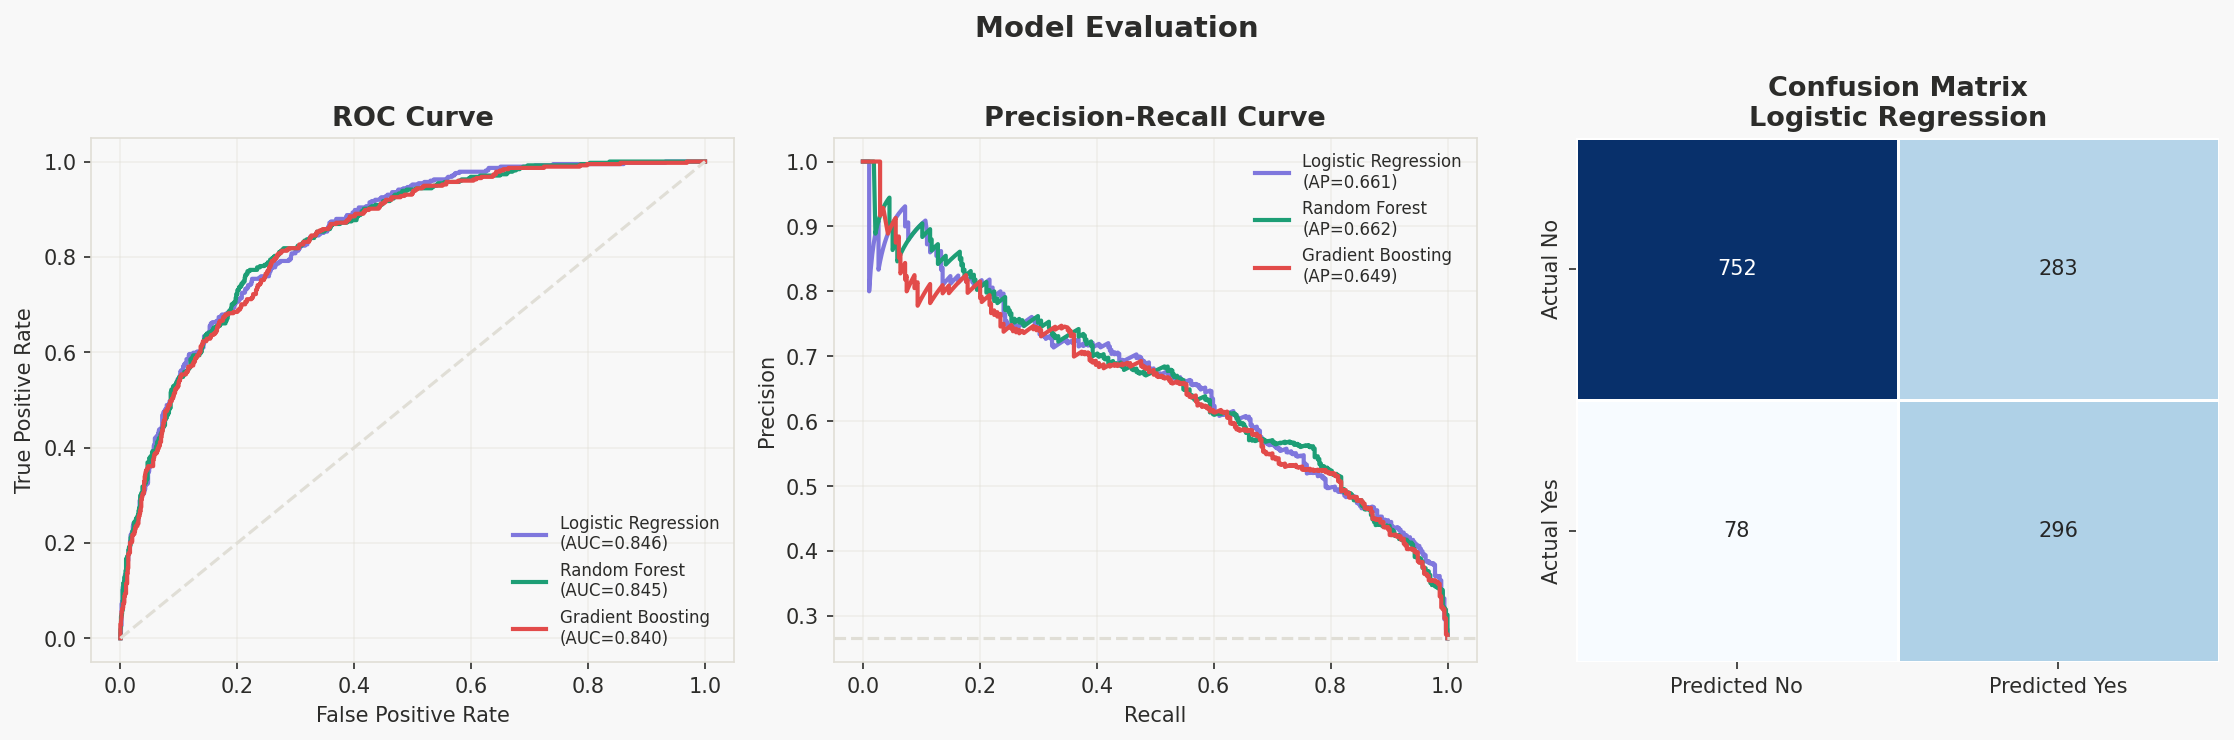 Model Evaluation
ROC Curve
True Positive Rate
1.0
0.8
0.6
0.4
0.2
0.0
Logistic Regression
(AUC=0.846)
Random Forest
(AUC=0.845)
Gradient Boosting
(AUC=0.840)
0.0 0.2 0.4 0.6 0.8 1.0
False Positive Rate
Precision-Recall Curve
Precision
1.0
0.9
0.8
0.7
0.6
0.5
0.4
0.3
Logistic Regression
(AP=0.661)
Random Forest
(AP=0.662)
Gradient Boosting
(AP=0.649)
0.0 0.2 0.4 0.6 0.8 1.0
Recall
Confusion Matrix
Logistic Regression
Actual No
752 283
Actual Yes
78 296
Predicted No Predicted Yes